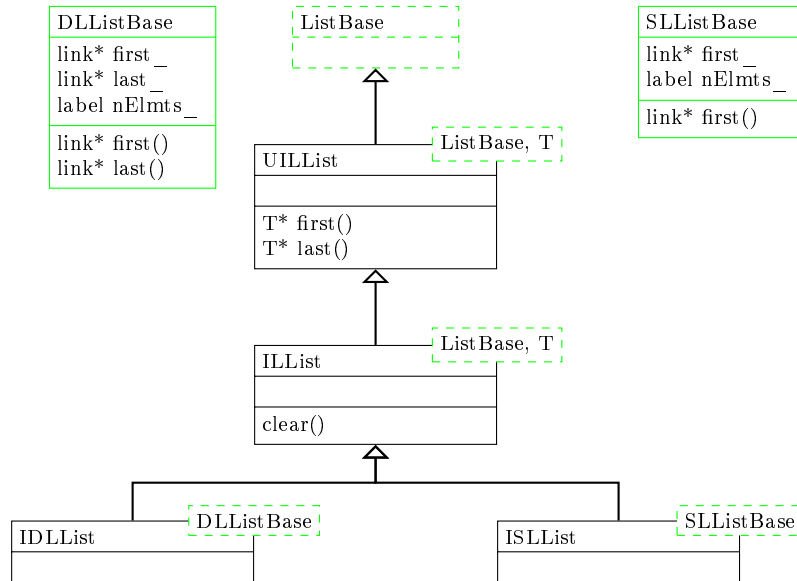 DLListBase
link* first_
link* last_
label nElmts_
link* first()
link* last()
ListBase
SLListBase
link* first_
label nElmts_
link* first()
ListBase, T
UILList
T* first()
T* last()
ListBase, T
ILList
clear()
DLListBase
IDLList
SLListBase
ISLList